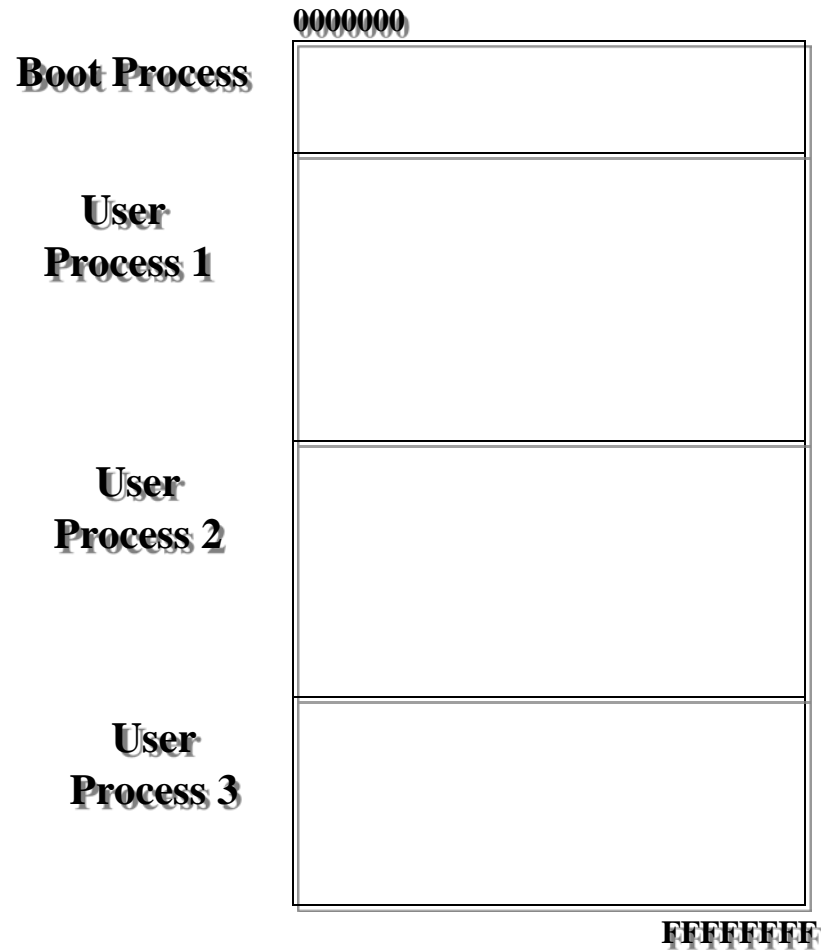 0000000
Boot Process
User
Process 1
User
Process 2
User
Process 3
FFFFFFFF